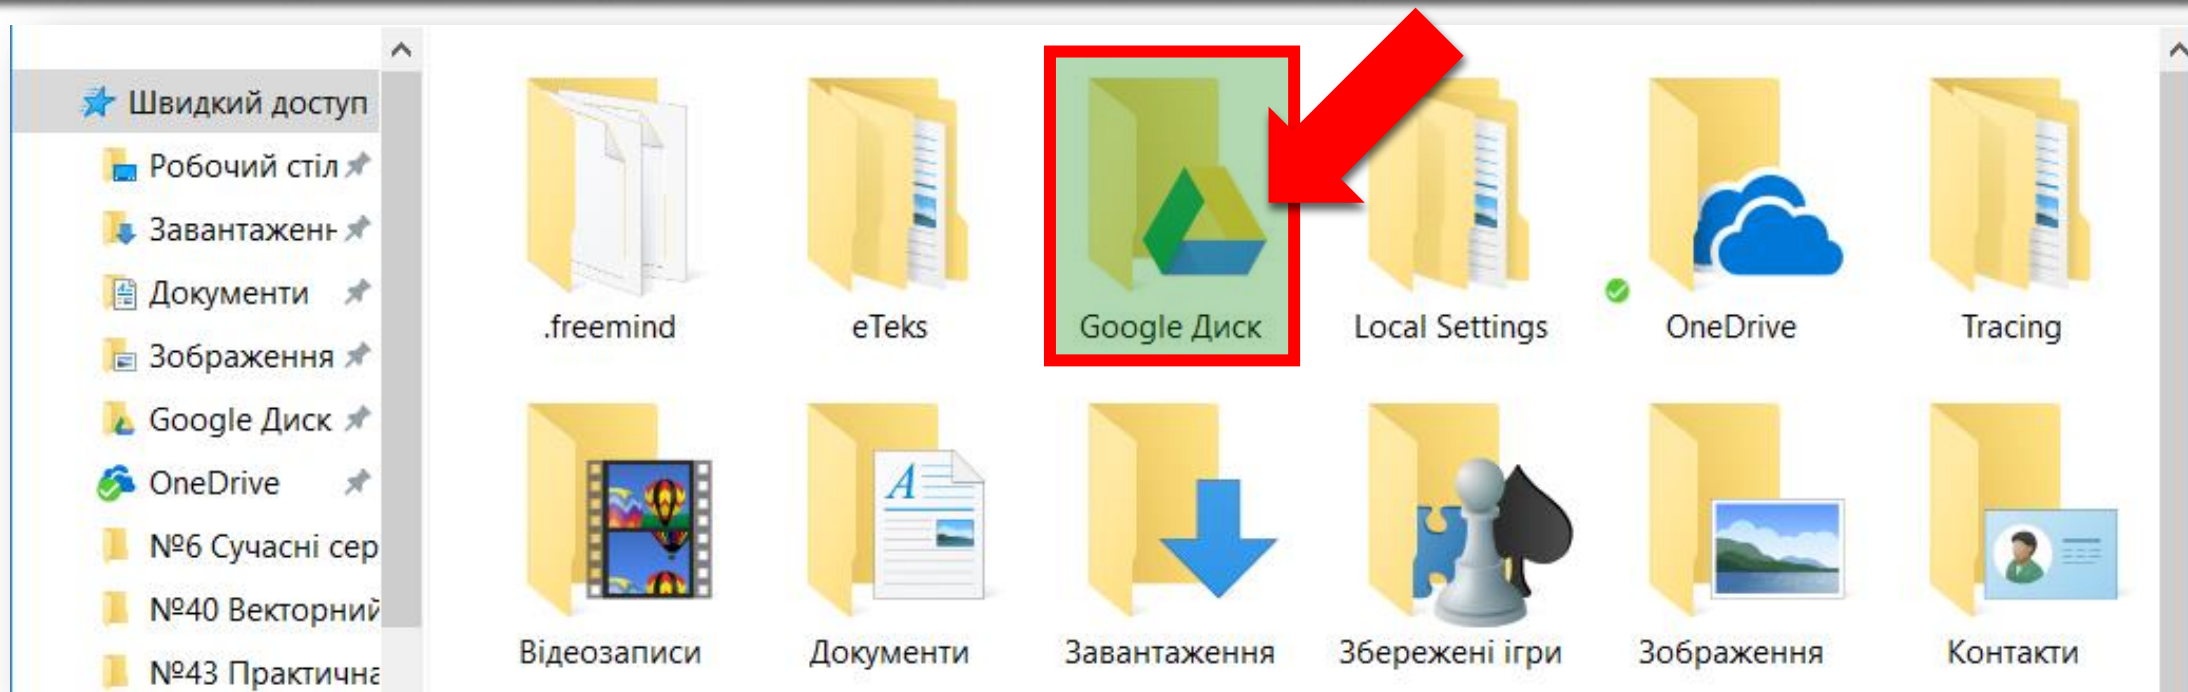 Швидкий доступ
Робочий стіл
Завантаженн
Документи
Зображення
Google Диск
OneDrive
№6 Сучасні сер
№40 Векторний
№43 Практична
.freemind
eTeks
Google Диск
Local Settings
OneDrive
Tracing
Відеозаписи
Документи
Завантаження
Збережені ігри
Зображення
Контакти